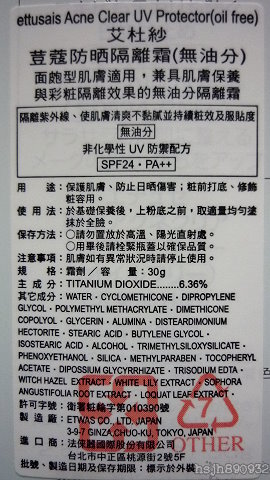 ettusais Acne Clear UV Protector(oil free)
艾杜紗
荳蔻防晒隔離霜(無油分)
面皰型肌膚適用，兼具肌膚保養
與彩粧隔離效果的無油分隔離霜
隔離紫外線、使肌膚清爽不黏膩並持續粧效及服貼度
無油分
非化學性 UV 防禦配方
SPF24・PA++
用途：保護肌膚、防止日晒傷害；粧前打底、修飾
粧容用。
使用法：於基礎保養後，上粉底之前，取適量均勻塗
抹於全臉。
保存方法：○請勿置放於高溫、陽光直射處。
○用畢後請栓緊瓶蓋以確保品質。
注意事項：肌膚如有異常狀況時請停止使用。
規格：霜劑／容量：30g
主成分：TITANIUM DIOXIDE........6.36%
其它成分：WATER・CYCLOMETHICONE・DIPROPYLENE
GLYCOL・POLYMETHYL METHACRYLATE・DIMETHICONE
COPOLYOL・GLYCERIN・ALUMINA・DISTEARDIMONIUM
HECTORITE・STEARIC ACID・BUTYLENE GLYCOL・
ISOSTEARIC ACID・ALCOHOL・TRIMETHYLSILOXYSILICATE・
PHENOXYETHANOL・SILICA・METHYLPARABEN・TOCOPHERYL
ACETATE・DIPOSSIUM GLYCYRRHIZATE・TRISODIUM EDTA・
WITCH HAZEL EXTRACT・WHITE LILY EXTRACT・SOPHORA
ANGUSTIFOLIA ROOT EXTRACT・LOQUAT LEAF EXTRACT・
許可字號：衛署粧輸字第010390號
製造廠：ETWAS CO., LTD. JAPAN
3-9-7 GINZA,CHUO-KU, TOKYO, JAPAN
進口商：法徠麗國際股份有限公司
台北市中正區桃源街2號5F
批號、製造日期及保存期限：標示於外裝
OTHER
hsjh890932